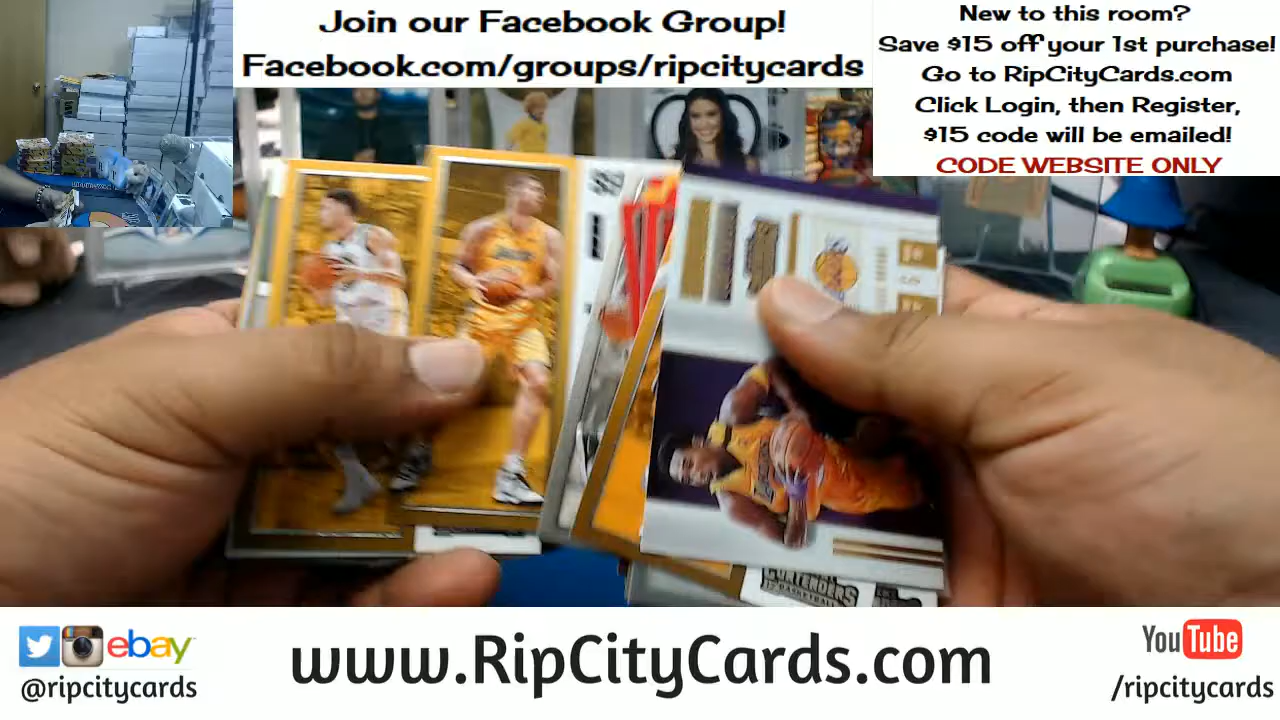 Join our Facebook Group!
Facebook.com/groups/ripcitycards
New to this room?
Save $15 off your 1st purchase!
Go to RipCityCards.com
Click Login, then Register,
$15 code will be emailed!
CODE WEBSITE ONLY
CONTENDERS
BASKETBALL
ebay
@ripcitycards
www.RipCityCards.com
YouTube
/ripcitycards